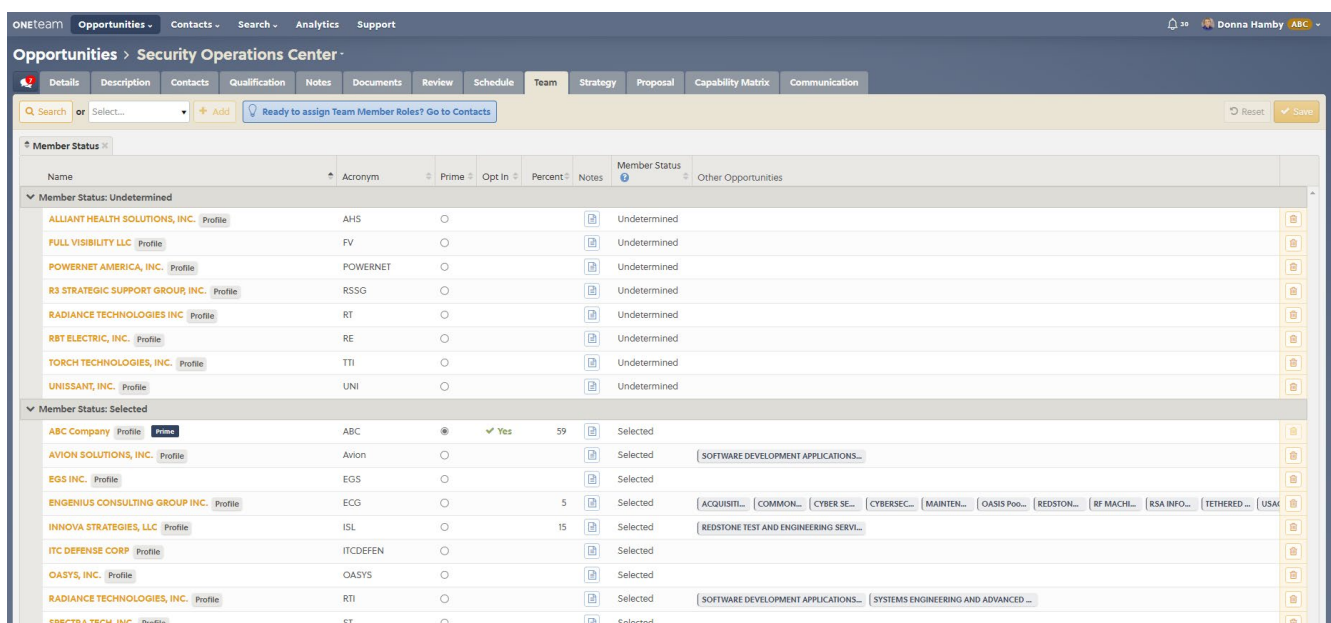 ONEteam Opportunities Contacts Search Analytics Support 30 Donna Hamby ABC
Opportunities > Security Operations Center
7 Details Description Contacts Qualification Notes Documents Review Schedule Team Strategy Proposal Capability Matrix Communication
Search or Select... + Add Ready to assign Team Member Roles? Go to Contacts Reset Save
Member Status ×
Name Acronym Prime Opt In Percent Notes Member Status ? Other Opportunities
Member Status: Undetermined
ALLIANT HEALTH SOLUTIONS, INC. Profile AHS Undetermined
FULL VISIBILITY LLC Profile FV Undetermined
POWERNET AMERICA, INC. Profile POWERNET Undetermined
R3 STRATEGIC SUPPORT GROUP, INC. Profile RSSG Undetermined
RADIANCE TECHNOLOGIES INC Profile RT Undetermined
RBT ELECTRIC, INC. Profile RE Undetermined
TORCH TECHNOLOGIES, INC. Profile TTI Undetermined
UNISSANT, INC. Profile UNI Undetermined
Member Status: Selected
ABC Company Profile Prime ABC Yes 59 Selected
AVION SOLUTIONS, INC. Profile Avion Selected SOFTWARE DEVELOPMENT APPLICATIONS...
EGS INC. Profile EGS Selected
ENGENIUS CONSULTING GROUP INC. Profile ECG 5 Selected ACQUISITI... COMMON... CYBER SE... CYBERSEC... MAINTEN... OASIS Poo... REDSTON... RF MACHI... RSA INFO... TETHERED ... USA
INNOVA STRATEGIES, LLC Profile ISL 15 Selected REDSTONE TEST AND ENGINEERING SERVI...
ITC DEFENSE CORP Profile ITCDEFEN Selected
OASYS, INC. Profile OASYS Selected
RADIANCE TECHNOLOGIES, INC. Profile RTI Selected SOFTWARE DEVELOPMENT APPLICATIONS... SYSTEMS ENGINEERING AND ADVANCED ...
SPECTRA TECH, INC. Profile ST Selected